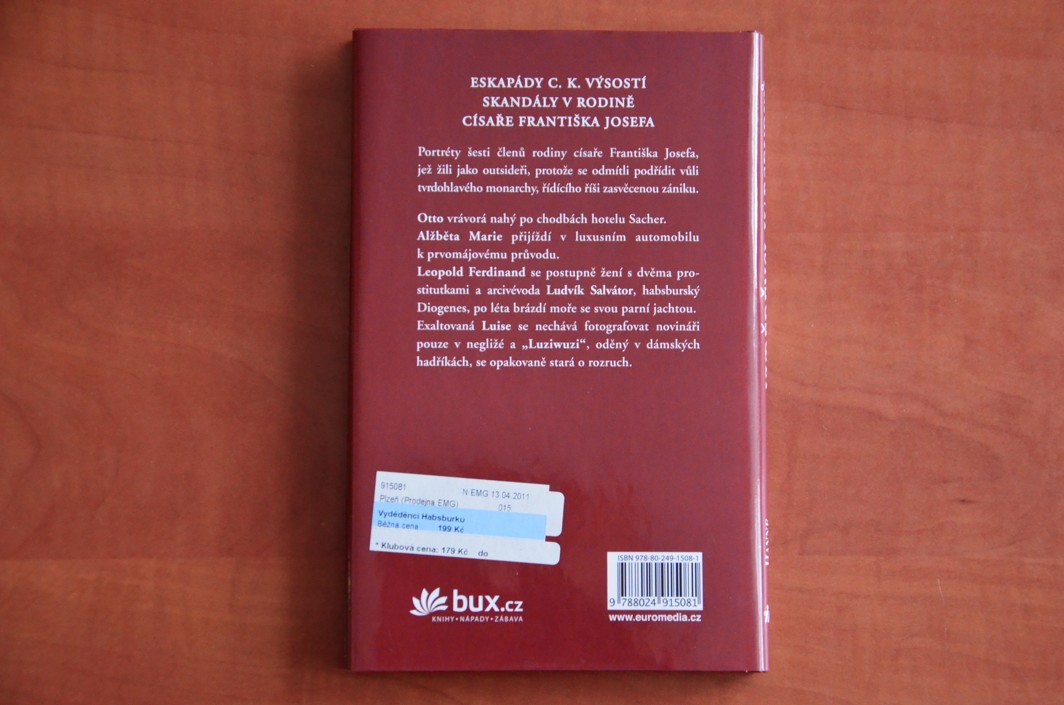 ESKAPÁDY C. K. VÝSOSTÍ
SKANDÁLY V RODINĚ
CÍSAŘE FRANTIŠKA JOSEFA
Portréty šesti členů rodiny císaře Františka Josefa,
jež žili jako outsideři, protože se odmítli podřídit vůli
tvrdohlavého monarchy, řídícího říši zasvěcenou zániku.
Otto vrávorá nahý po chodbách hotelu Sacher.
Alžběta Marie přijíždí v luxusním automobilu
k prvomájovému průvodu.
Leopold Ferdinand se postupně žení s dvěma pro-
stitutkami a arcivévoda Ludvík Salvátor, habsburský
Diogenes, po léta brázdí moře se svou parní jachtou.
Exaltovaná Luise se nechává fotografovat novináři
pouze v negližé a „Luziwuzi“, oděný v dámských
hadříkách, se opakovaně stará o rozruch.
915081 N EMG 13.04.2011
Plzeň (Prodejna EMG) 015
Vyděděnci Habsburků
Běžná cena 199 Kč
* Klubová cena: 179 Kč do
bux.cz
KNIHY • NÁPADY • ZÁBAVA
ISBN 978-80-249-1508-1
9 788024 915081
www.euromedia.cz